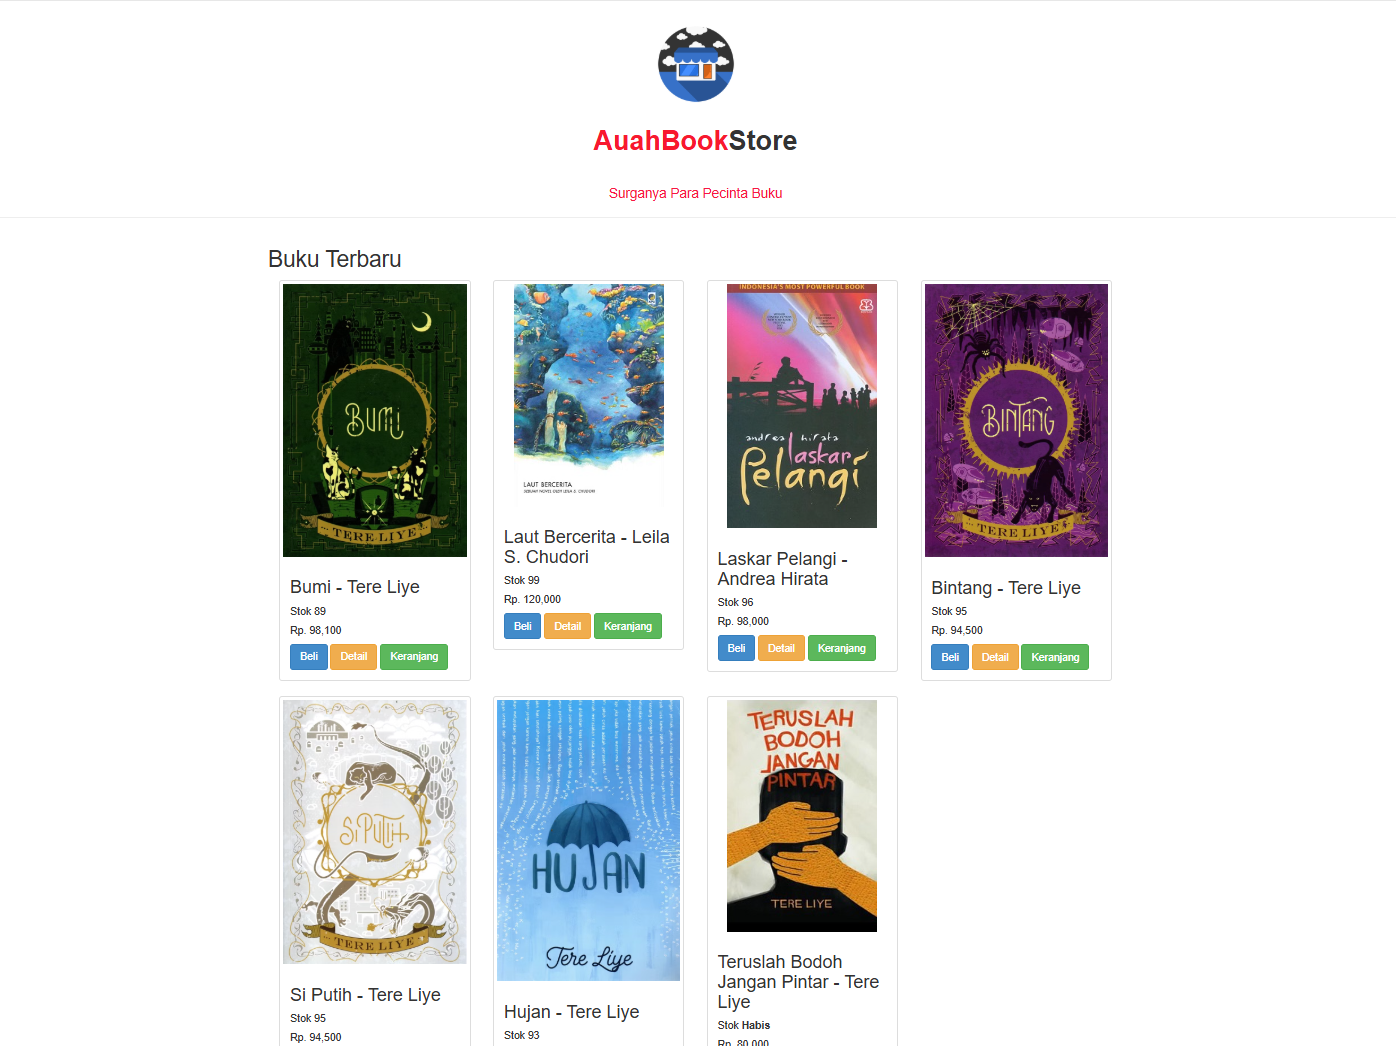 AuahBookStore
Surganya Para Pecinta Buku
Buku Terbaru
BUMI
TERE LIYE
Bumi - Tere Liye
Stok 89
Rp. 98,100
Beli Detail Keranjang
LAUT BERCERITA
SEBUAH NOVEL OLEH LEILA S. CHUDORI
Laut Bercerita - Leila
S. Chudori
Stok 99
Rp. 120,000
Beli Detail Keranjang
INDONESIA'S MOST POWERFUL BOOK
andrea hirata
laskar
Pelangi
Laskar Pelangi -
Andrea Hirata
Stok 96
Rp. 98,000
Beli Detail Keranjang
BINTANG
TERE LIYE
Bintang - Tere Liye
Stok 95
Rp. 94,500
Beli Detail Keranjang
Si PUTIH
TERE LIYE
Si Putih - Tere Liye
Stok 95
Rp. 94,500
HUJAN
Tere Liye
Hujan - Tere Liye
Stok 93
TERUSLAH
BODOH
JANGAN
PINTAR
TERE LIYE
Teruslah Bodoh
Jangan Pintar - Tere
Liye
Stok Habis
Rp. 80,000